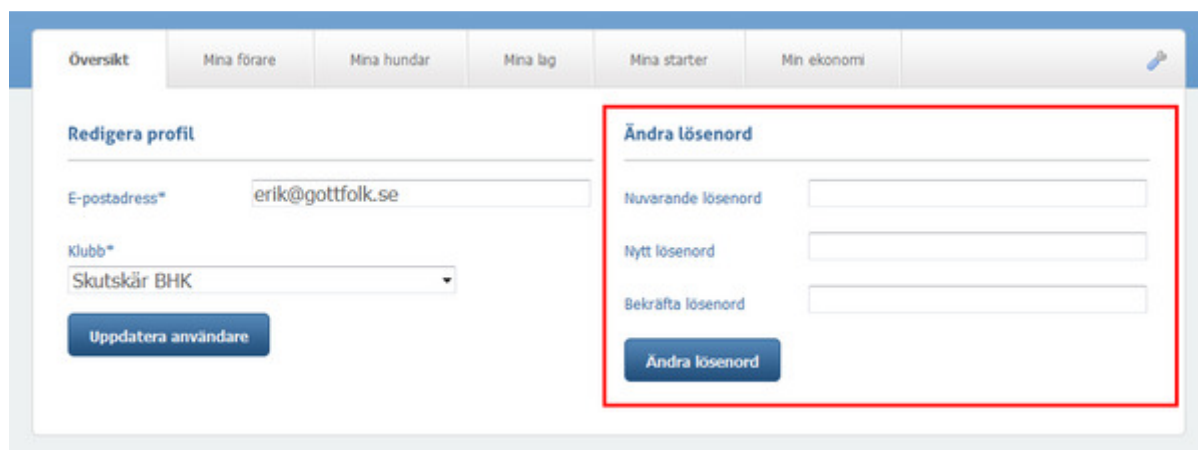 Översikt Mina förare Mina hundar Mina lag Mina starter Min ekonomi
Redigera profil
E-postadress* erik@gottfolk.se
Klubb*
Skutskär BHK
Uppdatera användare
Ändra lösenord
Nuvarande lösenord
Nytt lösenord
Bekräfta lösenord
Ändra lösenord